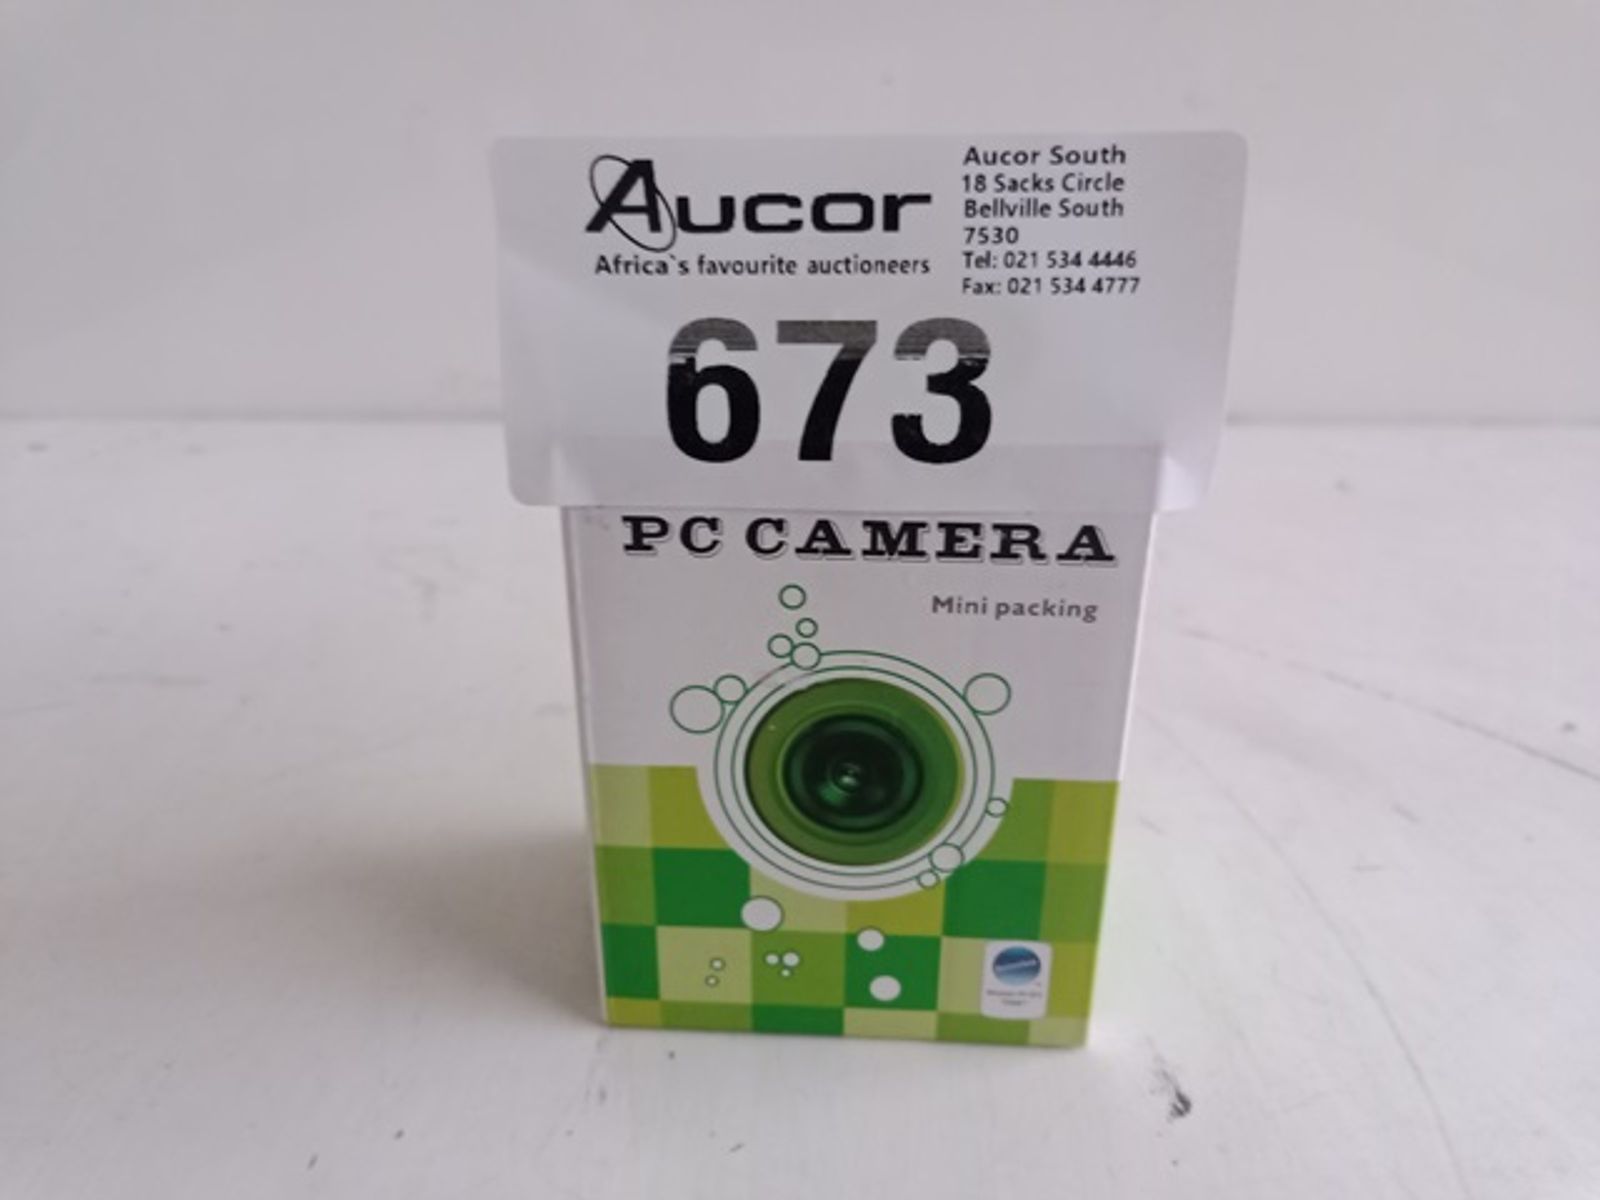 Aucor
Africa`s favourite auctioneers
Aucor South
18 Sacks Circle
Bellville South
7530
Tel: 021 534 4446
Fax: 021 534 4777
673
PC CAMERA
Mini packing